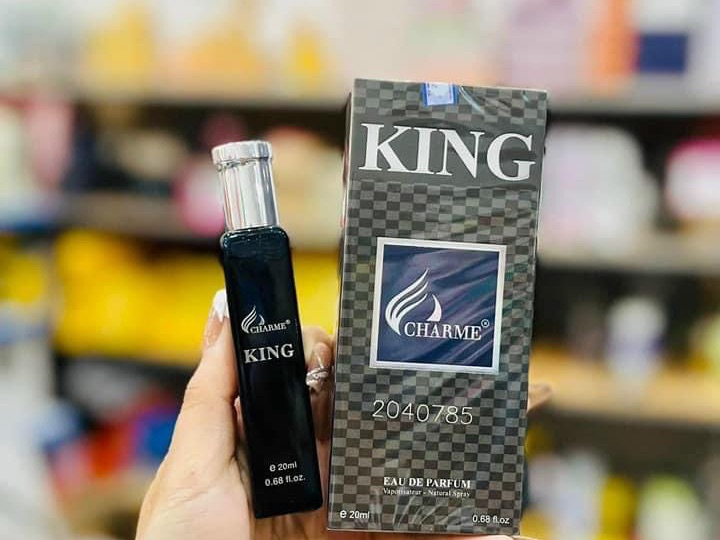 KING
CHARME®
2040785
EAU DE PARFUM
Vaporisateur - Natural Spray
e 20ml
0.68 fl.oz
CHARME®
KING
e 20ml
0.68 fl.oz.